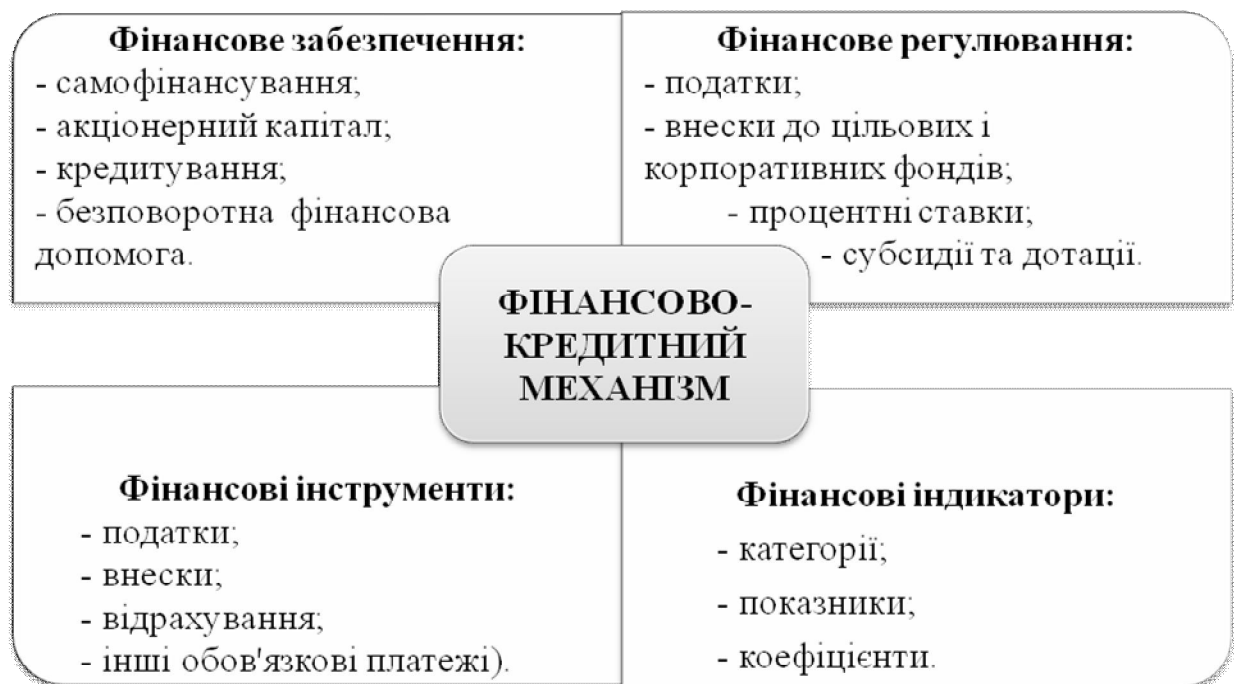 Фінансове забезпечення:
- самофінансування;
- акціонерний капітал;
- кредитування;
- безповоротна фінансова
допомога.
Фінансове регулювання:
- податки;
- внески до цільових і
корпоративних фондів;
- процентні ставки;
- субсидії та дотації.
ФІНАНСОВО-
КРЕДИТНИЙ
МЕХАНІЗМ
Фінансові інструменти:
- податки;
- внески;
- відрахування;
- інші обов'язкові платежі).
Фінансові індикатори:
- категорії;
- показники;
- коефіцієнти.